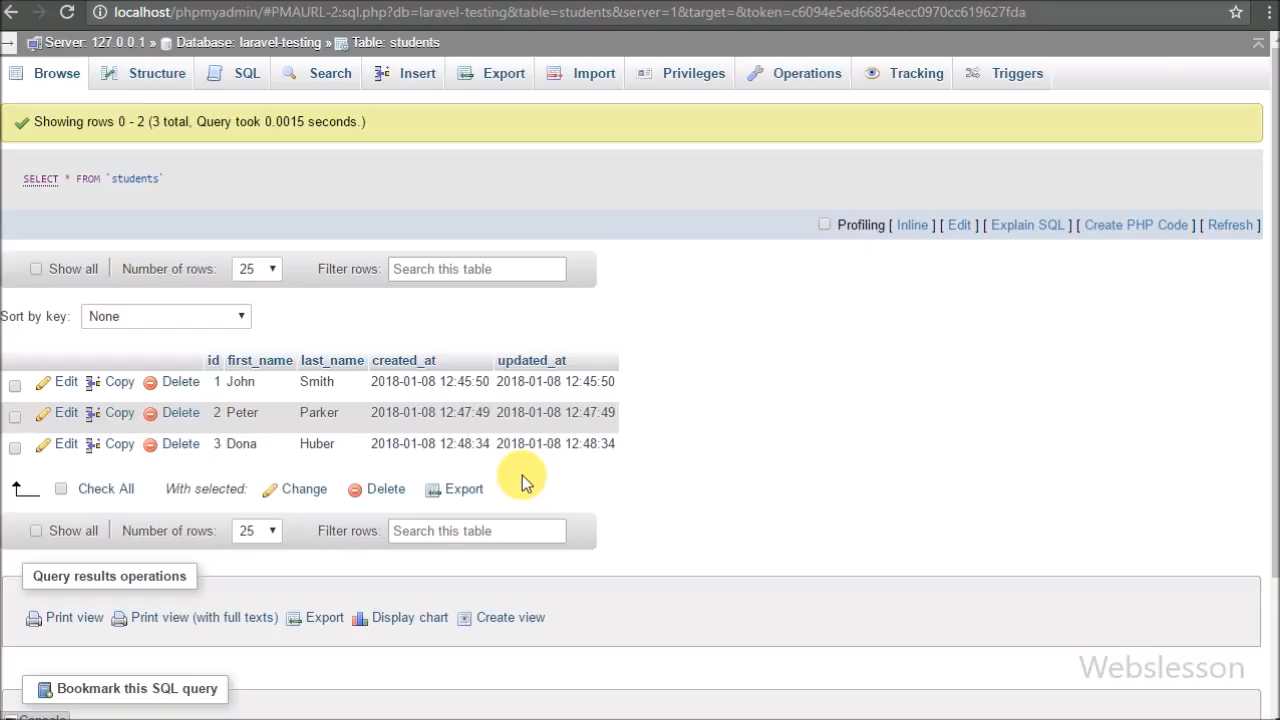 localhost/phpmyadmin/#PMAURL-2:sql.php?db=laravel-testing&table=students&server=1&target=&token=c6094e5ed66854ecc0970cc619627fda
Server: 127.0.0.1 » Database: laravel-testing » Table: students
Browse Structure SQL Search Insert Export Import Privileges Operations Tracking Triggers
Showing rows 0 - 2 (3 total, Query took 0.0015 seconds.)
SELECT * FROM `students`
Profiling [ Inline ] [ Edit ] [ Explain SQL ] [ Create PHP Code ] [ Refresh ]
Show all Number of rows: 25 Filter rows: Search this table
Sort by key: None
id first_name last_name created_at updated_at
Edit Copy Delete 1 John Smith 2018-01-08 12:45:50 2018-01-08 12:45:50
Edit Copy Delete 2 Peter Parker 2018-01-08 12:47:49 2018-01-08 12:47:49
Edit Copy Delete 3 Dona Huber 2018-01-08 12:48:34 2018-01-08 12:48:34
Check All With selected: Change Delete Export
Show all Number of rows: 25 Filter rows: Search this table
Query results operations
Print view Print view (with full texts) Export Display chart Create view
Webslesson
Bookmark this SQL query
Console